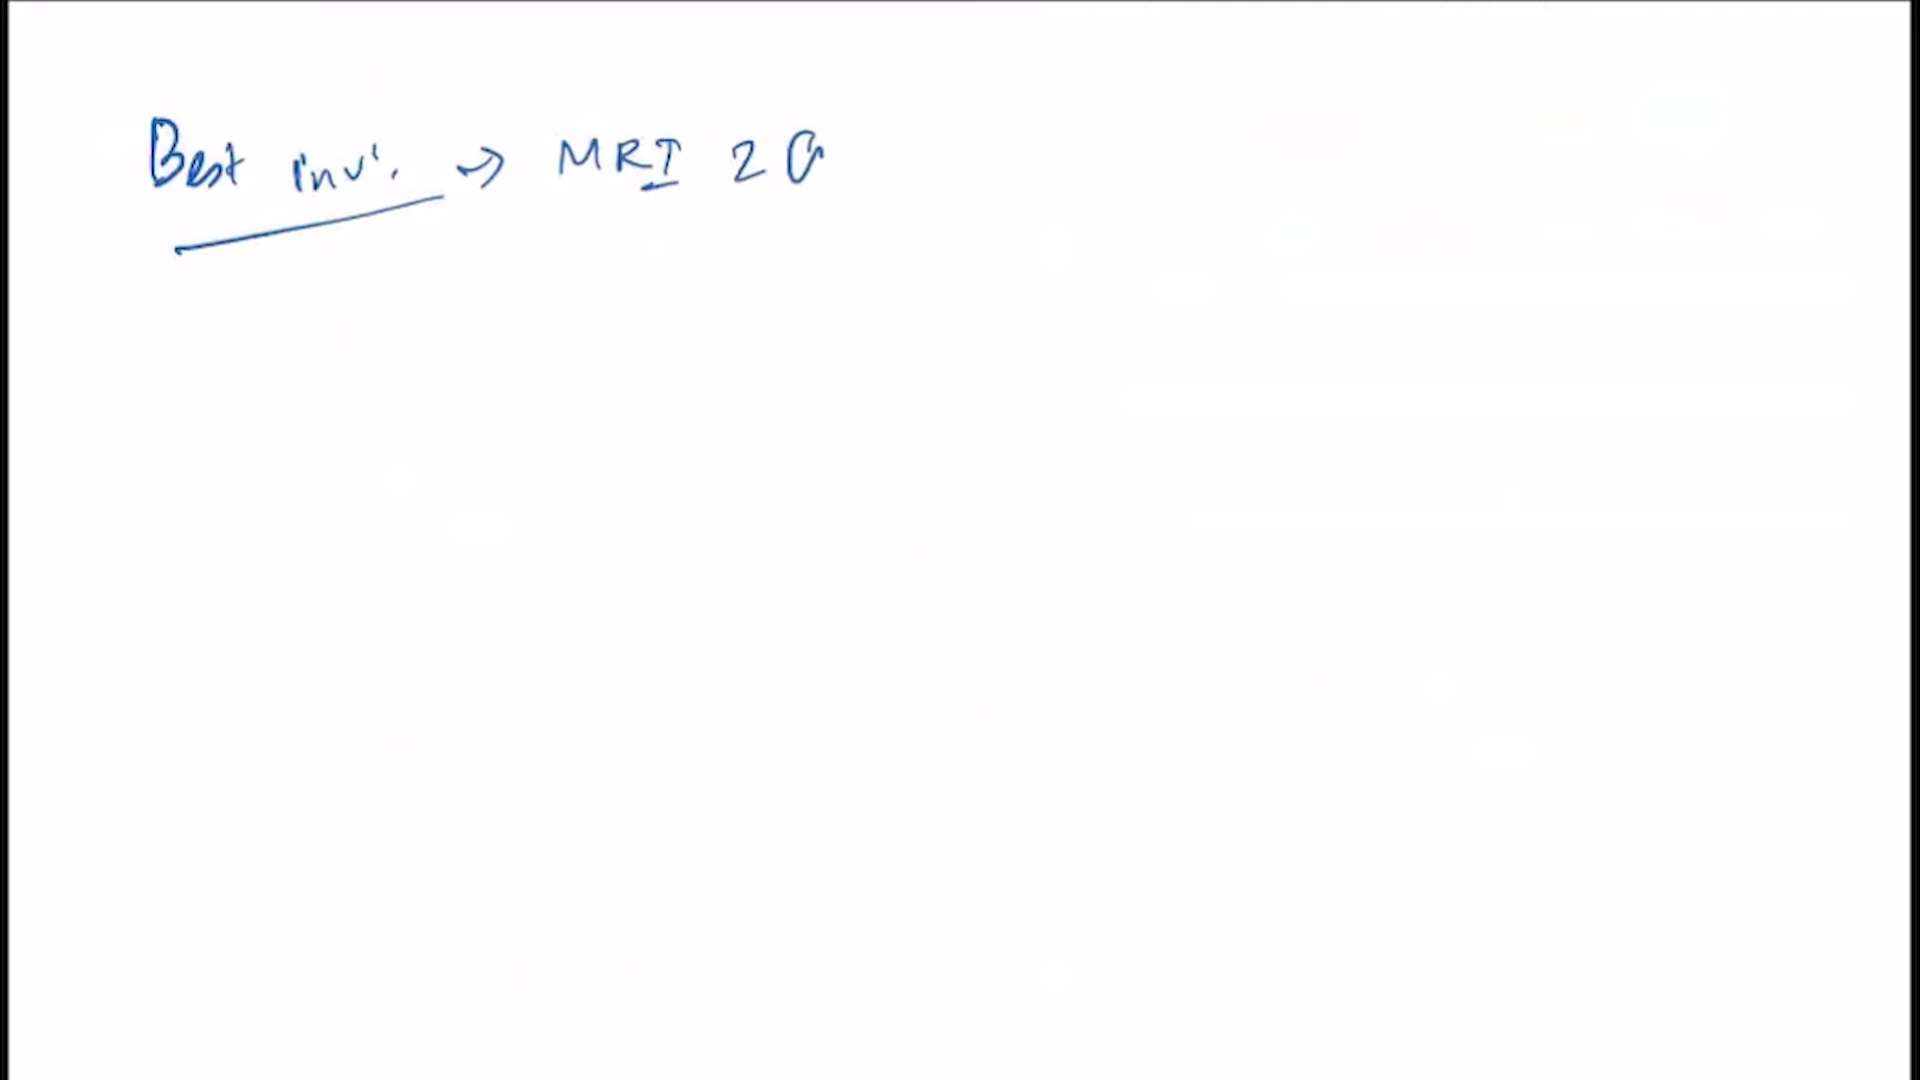 Best inv. → MRI 2